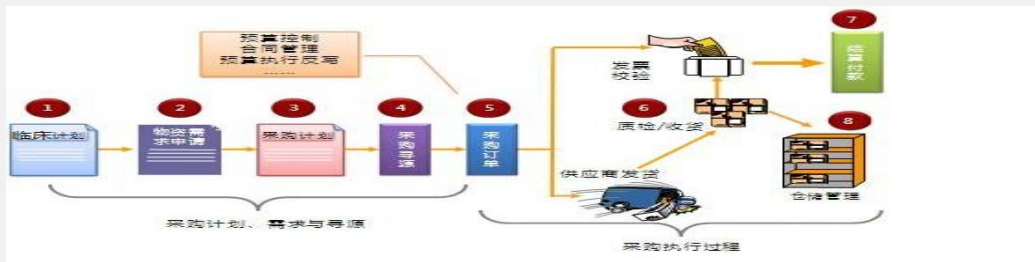 预算控制
合同管理
预算执行反写
......
7
结算付款
发票
校验
1
2
3
4
5
6
8
临床计划
物资需
求申请
采购计划
采购寻源
采购订单
质检/收货
供应商发货
仓储管理
采购计划、需求与寻源
采购执行过程